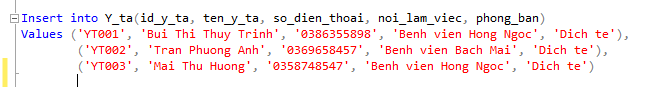 Insert into Y_ta(id_y_ta, ten_y_ta, so_dien_thoai, noi_lam_viec, phong_ban)
Values ('YT001', 'Bui Thi Thuy Trinh', '0386355898', 'Benh vien Hong Ngoc', 'Dich te'),
('YT002', 'Tran Phuong Anh', '0369658457', 'Benh vien Bach Mai', 'Dich te'),
('YT003', 'Mai Thu Huong', '0358748547', 'Benh vien Hong Ngoc', 'Dich te')